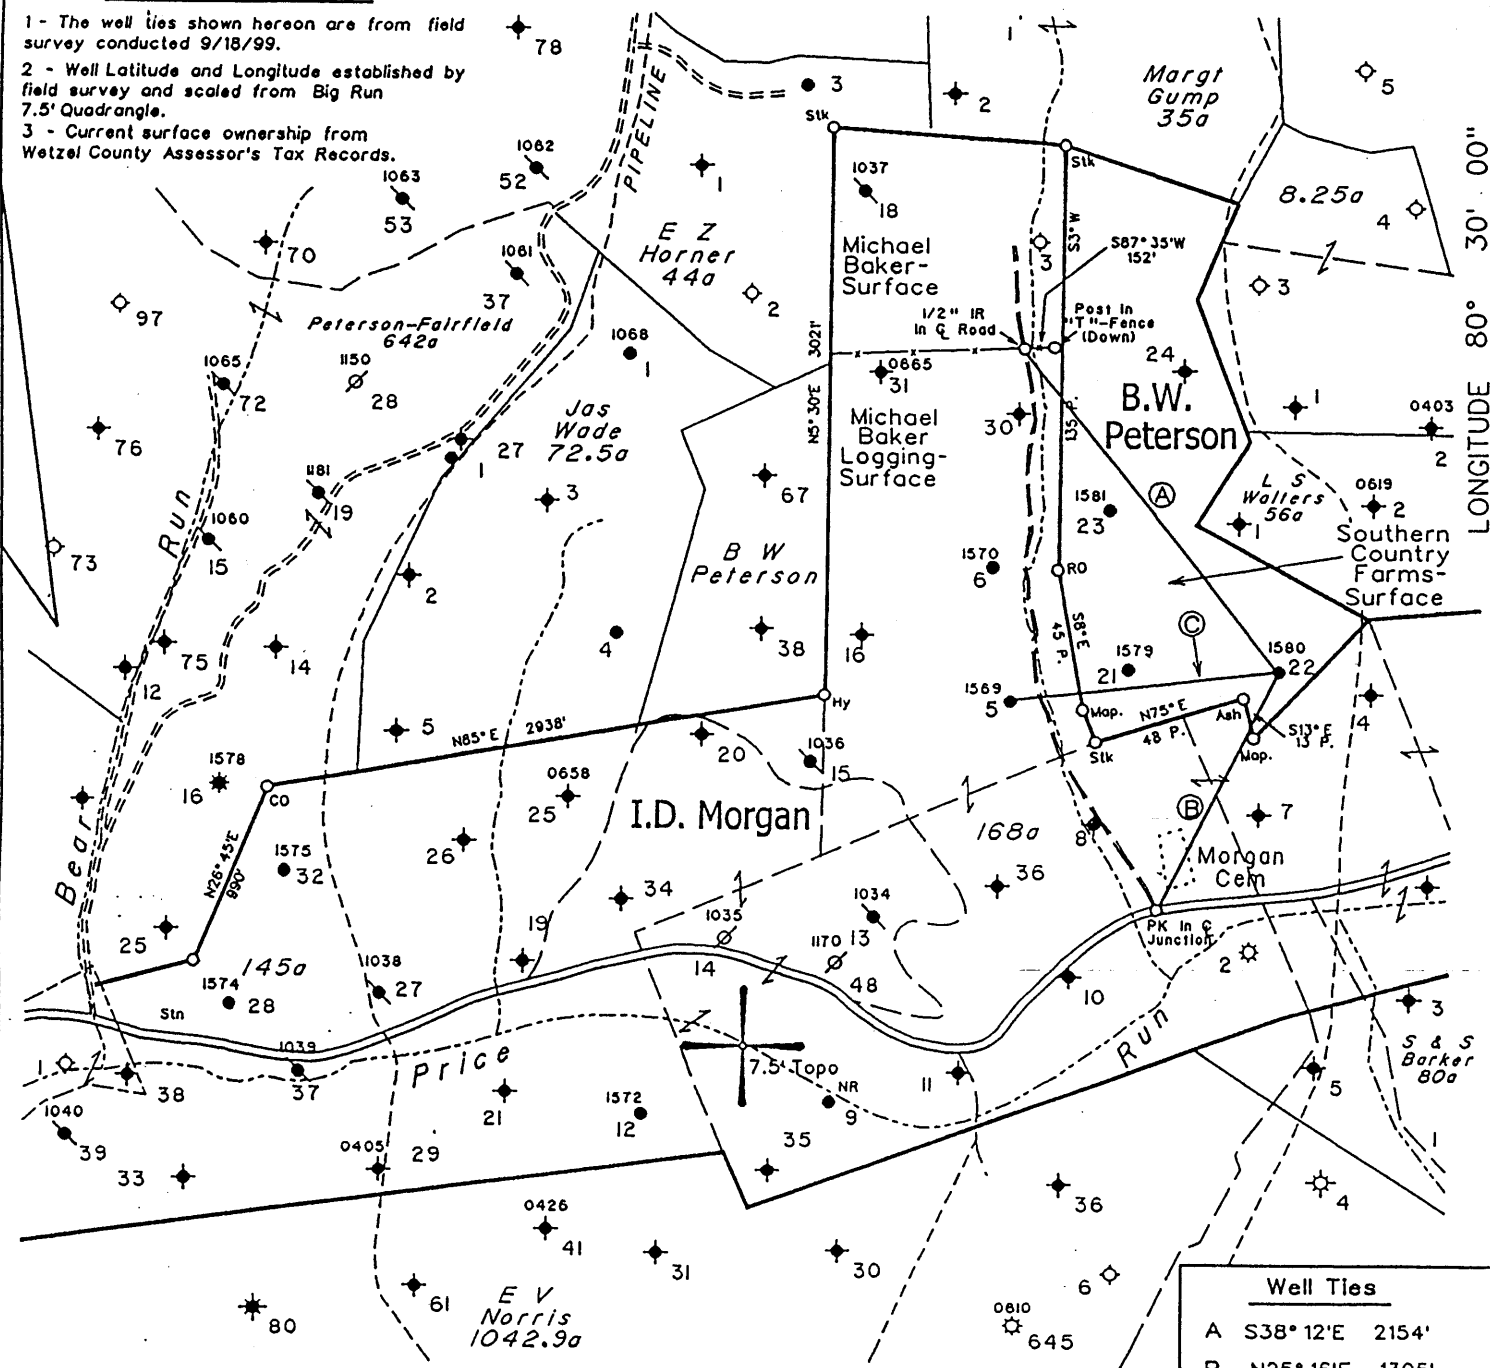 1 - The well ties shown hereon are from field
survey conducted 9/18/99.
2 - Well Latitude and Longitude established by
field survey and scaled from Big Run
7.5' Quadrangle.
3 - Current surface ownership from
Wetzel County Assessor's Tax Records.
78
PIPELINE
3
2
1'
Margt
Gump
35a
5
LONGITUDE 80° 30' 00"
Stk
Stk
1062
52
1063
53
1
1037
18
8.25a
4
70
1061
37
E Z
Horner
44a
2
Michael
Baker-
Surface
3
S3°W
S87°35'W
152'
3
97
Peterson-Fairfield
642a
1/2" IR
In ℄ Road
Post In
"T"-Fence
(Down)
1065
72
1150
28
1068
1
3021'
N5°30'E
0865
31
24
76
Jas
Wade
72.5a
27
1
Michael
Baker
Logging-
Surface
30
135 P.
B.W.
Peterson
1
0403
2
1181
19
3
67
1581
23
A
L S
Walters
56a
1
0619
2
Run
1060
15
73
2
B W
Peterson
1570
6
RO
Southern
Country
Farms-
Surface
75
14
4
38
16
S8°E
45 P.
C
12
1579
21
1580
22
1569
5
Hy
Map.
Ash
N75°E
48 P.
S13°E
13 P.
Map.
Stk
4
5
N85°E 2938'
20
1036
15
1578
16
CO
0658
25
I.D. Morgan
168a
B
7
8
Bear
N26°45'E
990'
1575
32
26
34
36
Morgan
Cem
25
145a
19
1035
14
1034
13
1170
48
PK In ℄
Junction
2
1574
28
1038
27
10
3
Stn
1
1039
37
Price
7.5' Topo
11
Run
S & S
Barker
80a
38
5
1040
39
21
1572
12
NR
9
1
33
0405
29
35
36
4
0426
41
31
30
61
E V
Norris
1042.9a
80
0810
645
6
Well Ties
A S38°12'E 2154'
B N25°16'E 1305'